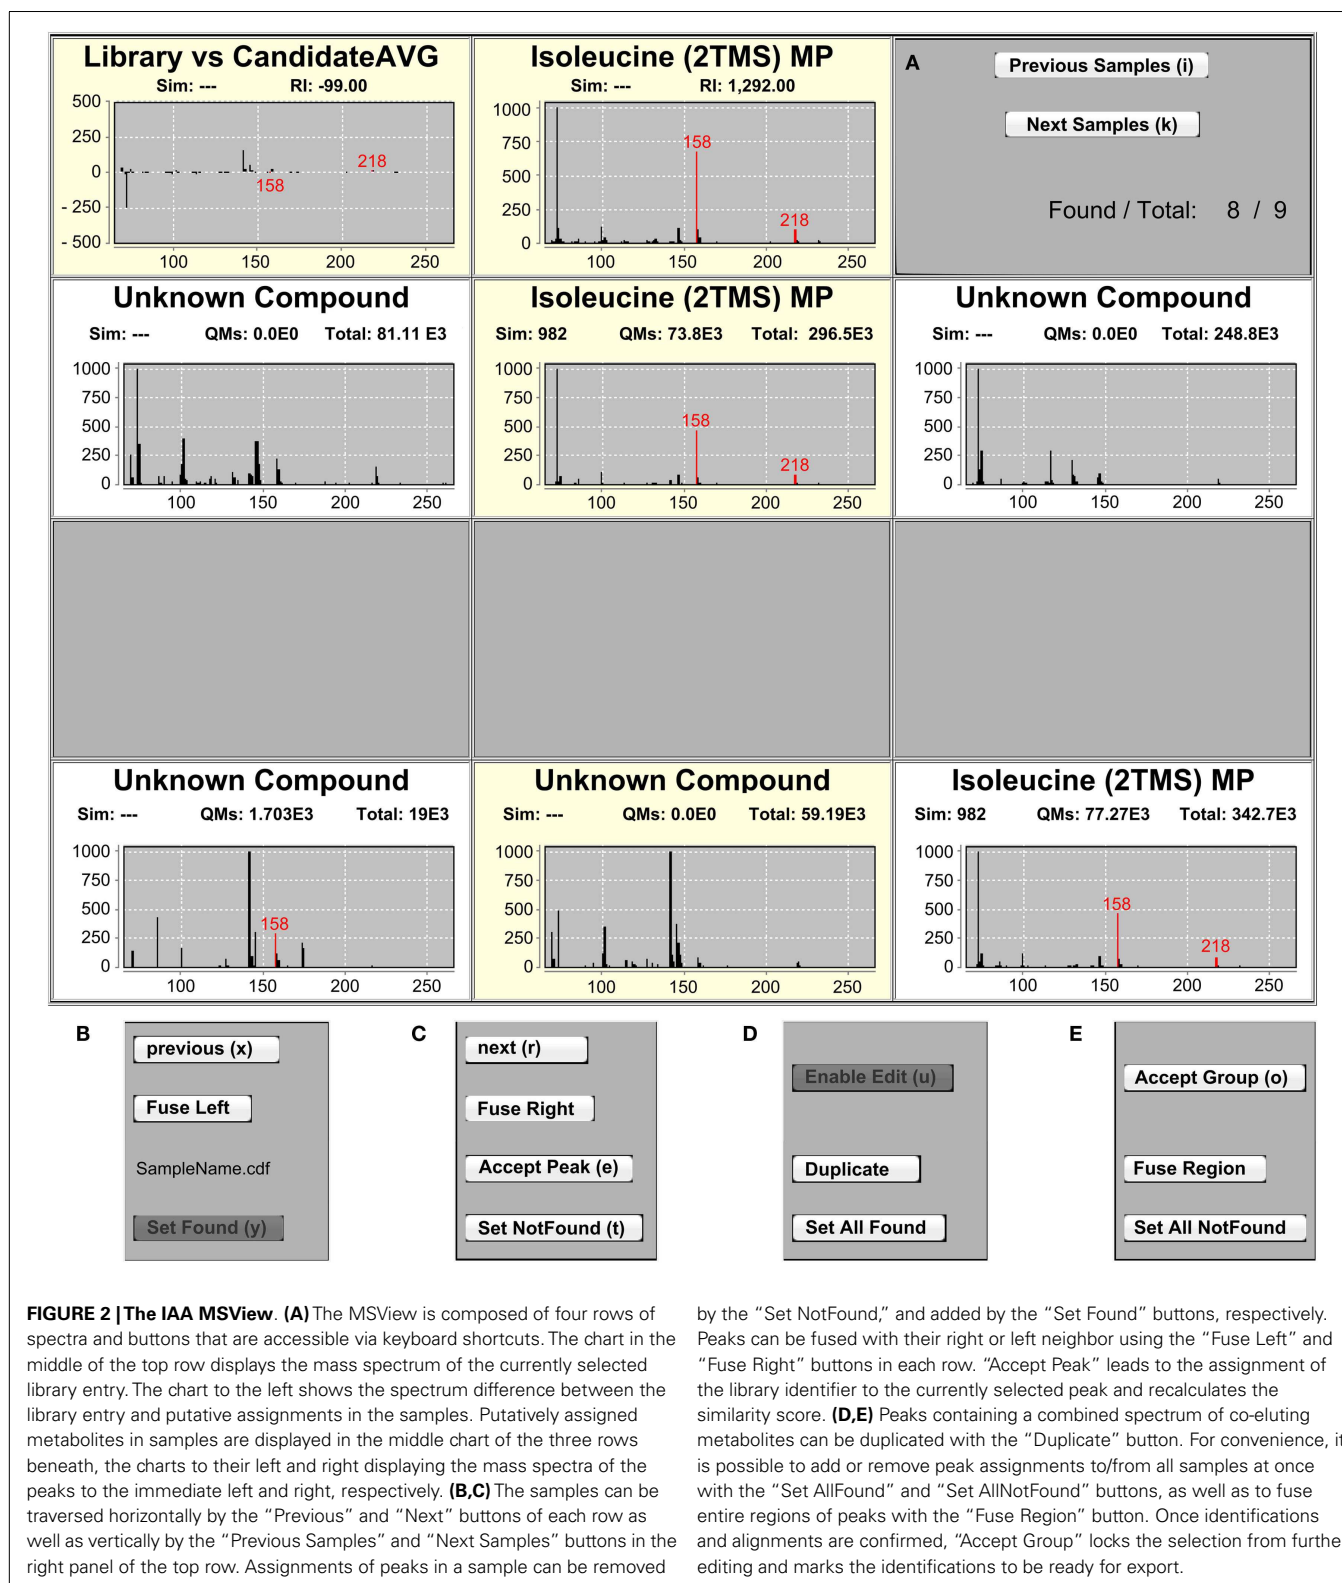 Library vs CandidateAVG
Sim: --- RI: -99.00
500
250
0
- 250
- 500
218
158
100 150 200 250
Isoleucine (2TMS) MP
Sim: --- RI: 1,292.00
1000
750
500
250
0
158
218
100 150 200 250
A
Previous Samples (i)
Next Samples (k)
Found / Total: 8 / 9
Unknown Compound
Sim: --- QMs: 0.0E0 Total: 81.11 E3
1000
750
500
250
0
100 150 200 250
Isoleucine (2TMS) MP
Sim: 982 QMs: 73.8E3 Total: 296.5E3
1000
750
500
250
0
158
218
100 150 200 250
Unknown Compound
Sim: --- QMs: 0.0E0 Total: 248.8E3
1000
750
500
250
0
100 150 200 250
Unknown Compound
Sim: --- QMs: 1.703E3 Total: 19E3
1000
750
500
250
0
158
100 150 200 250
Unknown Compound
Sim: --- QMs: 0.0E0 Total: 59.19E3
1000
750
500
250
0
100 150 200 250
Isoleucine (2TMS) MP
Sim: 982 QMs: 77.27E3 Total: 342.7E3
1000
750
500
250
0
158
218
100 150 200 250
B
previous (x)
Fuse Left
SampleName.cdf
Set Found (y)
C
next (r)
Fuse Right
Accept Peak (e)
Set NotFound (t)
D
Enable Edit (u)
Duplicate
Set All Found
E
Accept Group (o)
Fuse Region
Set All NotFound
FIGURE 2 | The IAA MSView. (A) The MSView is composed of four rows of
spectra and buttons that are accessible via keyboard shortcuts. The chart in the
middle of the top row displays the mass spectrum of the currently selected
library entry. The chart to the left shows the spectrum difference between the
library entry and putative assignments in the samples. Putatively assigned
metabolites in samples are displayed in the middle chart of the three rows
beneath, the charts to their left and right displaying the mass spectra of the
peaks to the immediate left and right, respectively. (B,C) The samples can be
traversed horizontally by the “Previous” and “Next” buttons of each row as
well as vertically by the “Previous Samples” and “Next Samples” buttons in the
right panel of the top row. Assignments of peaks in a sample can be removed
by the “Set NotFound,” and added by the “Set Found” buttons, respectively.
Peaks can be fused with their right or left neighbor using the “Fuse Left” and
“Fuse Right” buttons in each row. “Accept Peak” leads to the assignment of
the library identifier to the currently selected peak and recalculates the
similarity score. (D,E) Peaks containing a combined spectrum of co-eluting
metabolites can be duplicated with the “Duplicate” button. For convenience, it
is possible to add or remove peak assignments to/from all samples at once
with the “Set AllFound” and “Set AllNotFound” buttons, as well as to fuse
entire regions of peaks with the “Fuse Region” button. Once identifications
and alignments are confirmed, “Accept Group” locks the selection from furthe
editing and marks the identifications to be ready for export.